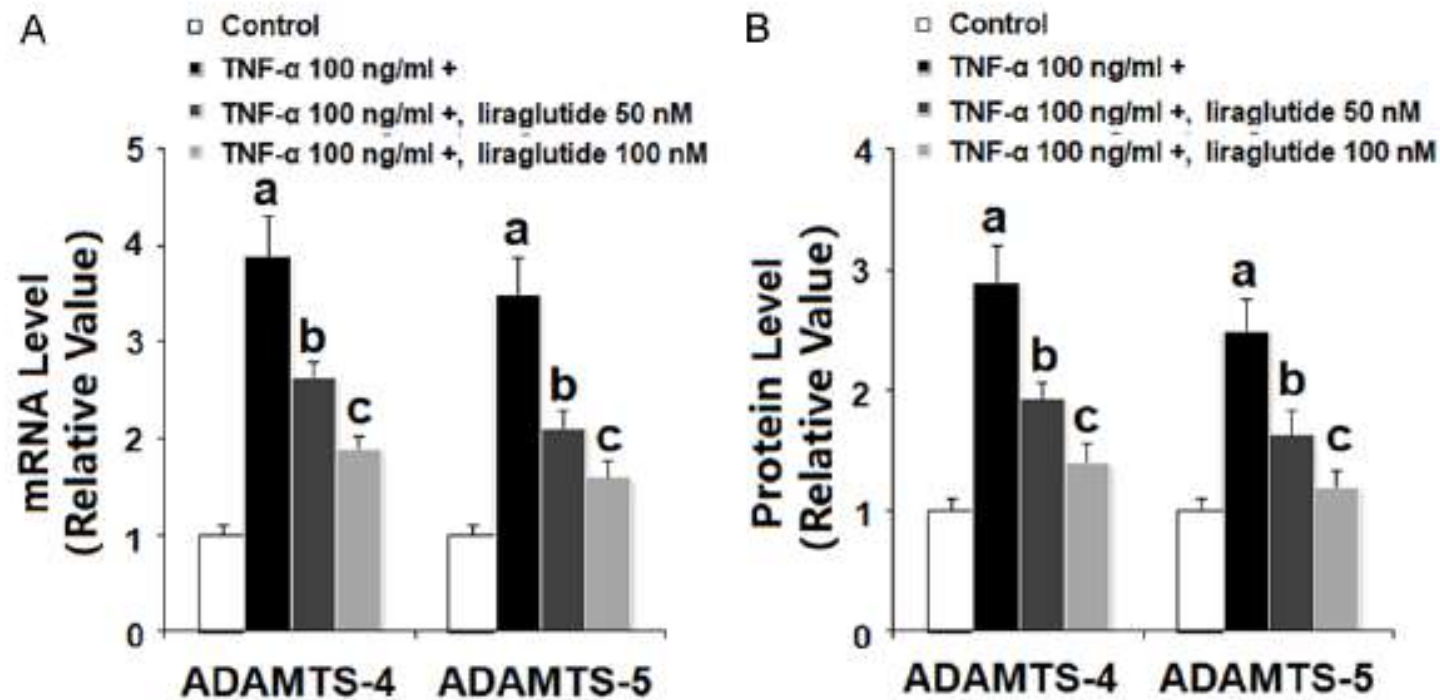 A
Control
TNF-α 100 ng/ml +
TNF-α 100 ng/ml +, liraglutide 50 nM
TNF-α 100 ng/ml +, liraglutide 100 nM
mRNA Level
(Relative Value)
5
4
3
2
1
0
a
b
c
a
b
c
ADAMTS-4
ADAMTS-5
B
Control
TNF-α 100 ng/ml +
TNF-α 100 ng/ml +, liraglutide 50 nM
TNF-α 100 ng/ml +, liraglutide 100 nM
Protein Level
(Relative Value)
4
3
2
1
0
a
b
c
a
b
c
ADAMTS-4
ADAMTS-5